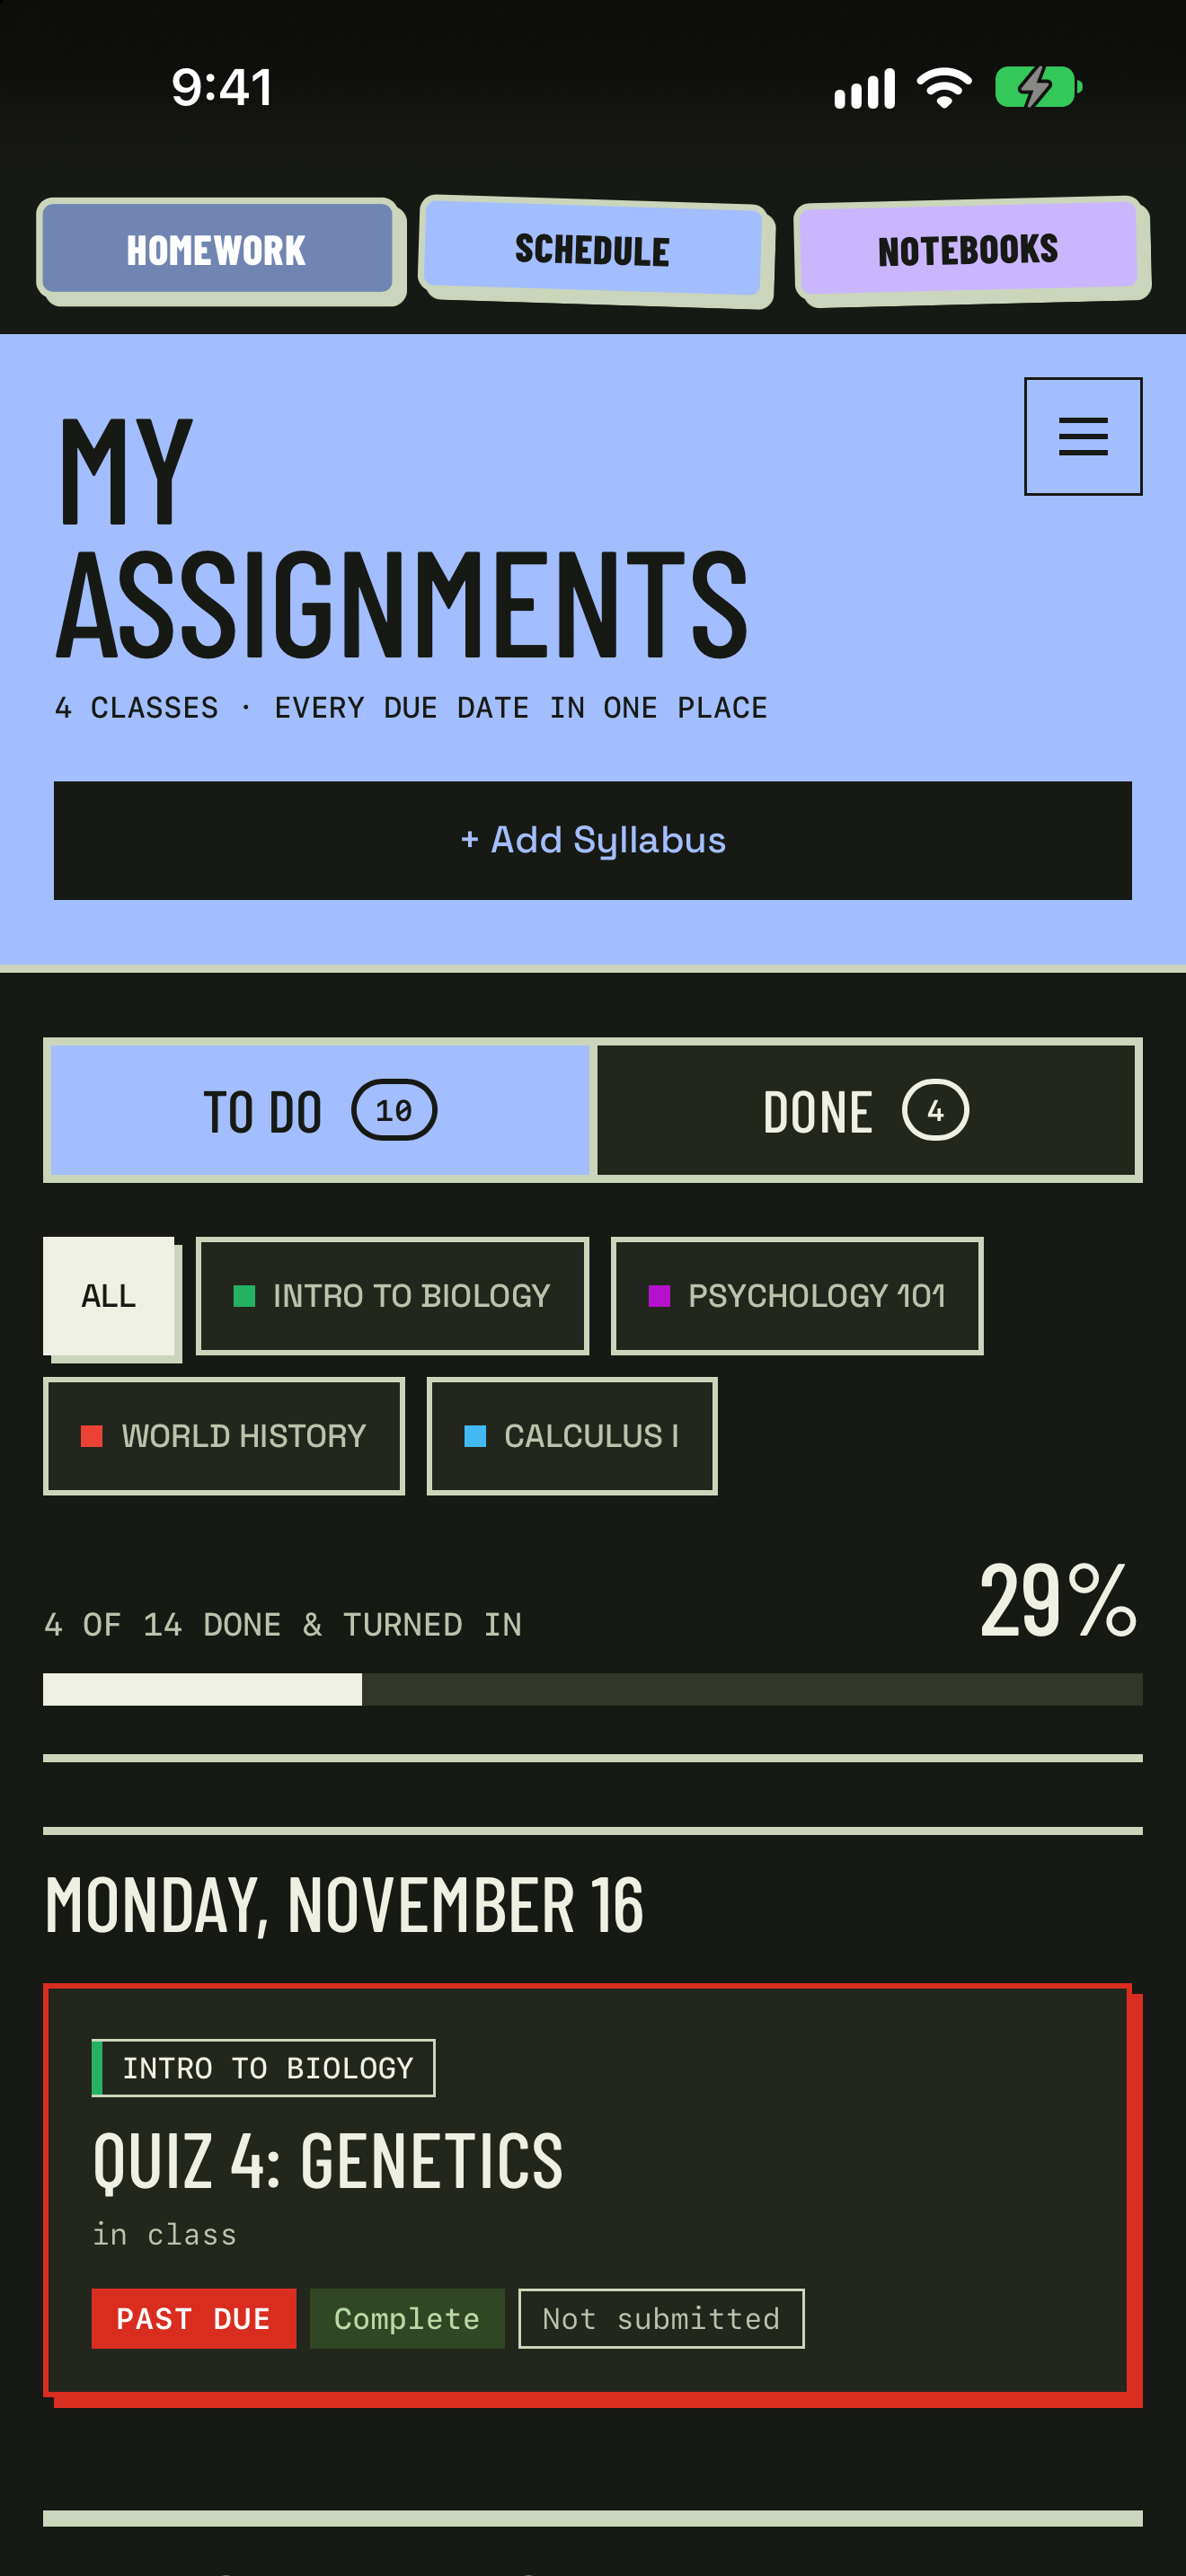 9:41
HOMEWORK
SCHEDULE
NOTEBOOKS
MY
ASSIGNMENTS
4 CLASSES · EVERY DUE DATE IN ONE PLACE
+ Add Syllabus
TO DO 10
DONE 4
ALL
INTRO TO BIOLOGY
PSYCHOLOGY 101
WORLD HISTORY
CALCULUS I
4 OF 14 DONE & TURNED IN
29%
MONDAY, NOVEMBER 16
INTRO TO BIOLOGY
QUIZ 4: GENETICS
in class
PAST DUE
Complete
Not submitted